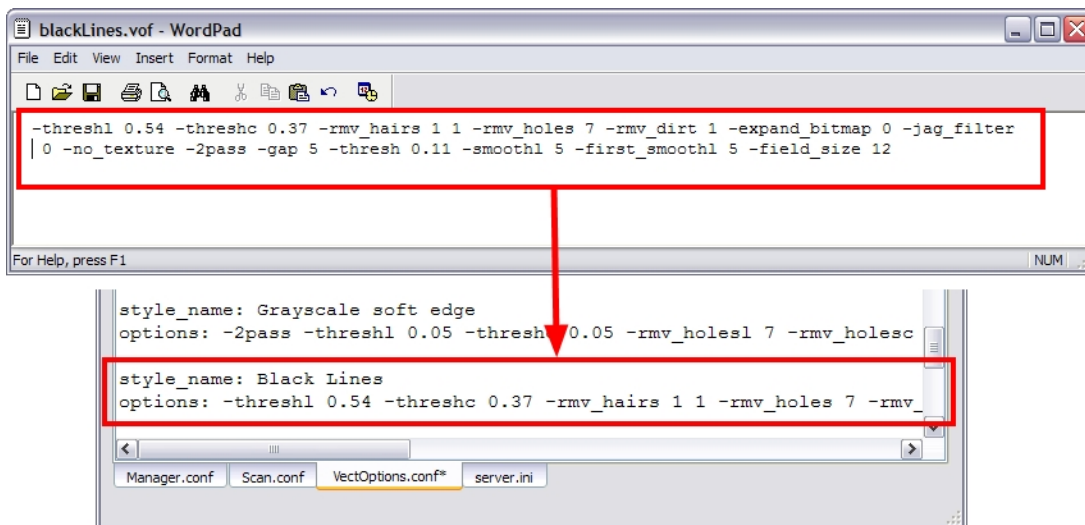 blackLines.vof - WordPad
File Edit View Insert Format Help
-threshl 0.54 -threshc 0.37 -rmv_hairs 1 1 -rmv_holes 7 -rmv_dirt 1 -expand_bitmap 0 -jag_filter
0 -no_texture -2pass -gap 5 -thresh 0.11 -smoothl 5 -first_smoothl 5 -field_size 12
For Help, press F1 NUM
style_name: Grayscale soft edge
options: -2pass -threshl 0.05 -thresh 0.05 -rmv_holesl 7 -rmv_holesc
style_name: Black Lines
options: -threshl 0.54 -threshc 0.37 -rmv_hairs 1 1 -rmv_holes 7 -rmv_
Manager.conf Scan.conf VectOptions.conf* server.ini